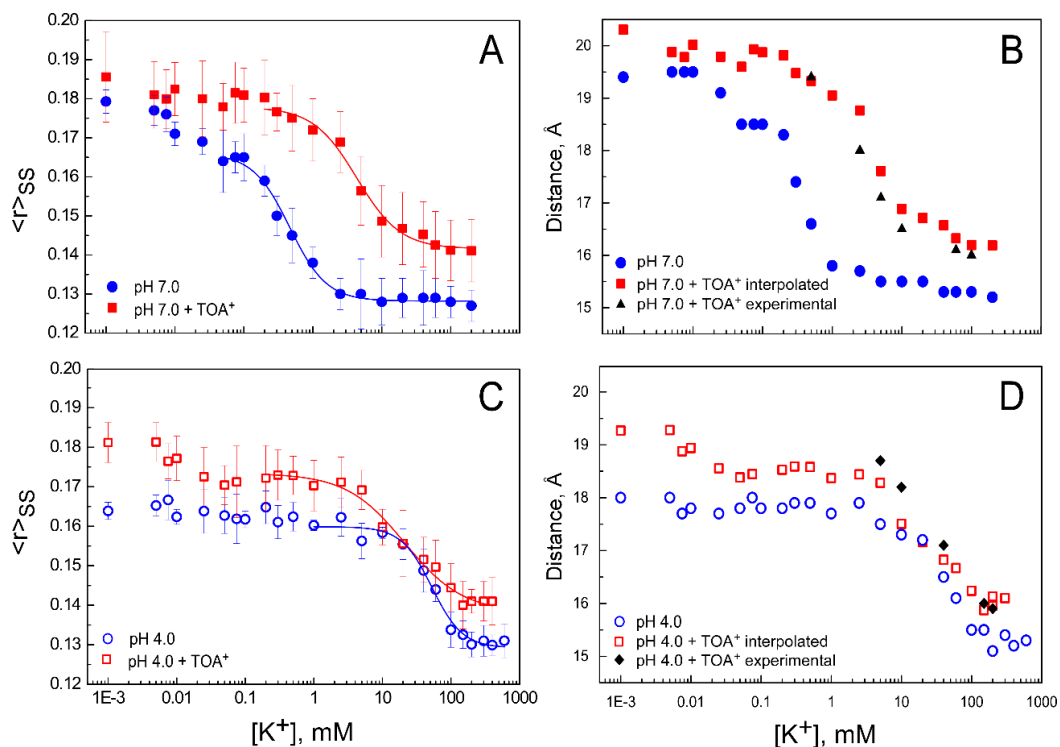 A
<r>SS
0.20
0.19
0.18
0.17
0.16
0.15
0.14
0.13
0.12
pH 7.0
pH 7.0 + TOA⁺
B
Distance, Å
20
19
18
17
16
15
pH 7.0
pH 7.0 + TOA⁺ interpolated
pH 7.0 + TOA⁺ experimental
C
<r>SS
0.20
0.19
0.18
0.17
0.16
0.15
0.14
0.13
0.12
pH 4.0
pH 4.0 + TOA⁺
1E-3 0.01 0.1 1 10 100 1000
[K⁺], mM
D
Distance, Å
20
19
18
17
16
15
pH 4.0
pH 4.0 + TOA⁺ interpolated
pH 4.0 + TOA⁺ experimental
1E-3 0.01 0.1 1 10 100 1000
[K⁺], mM